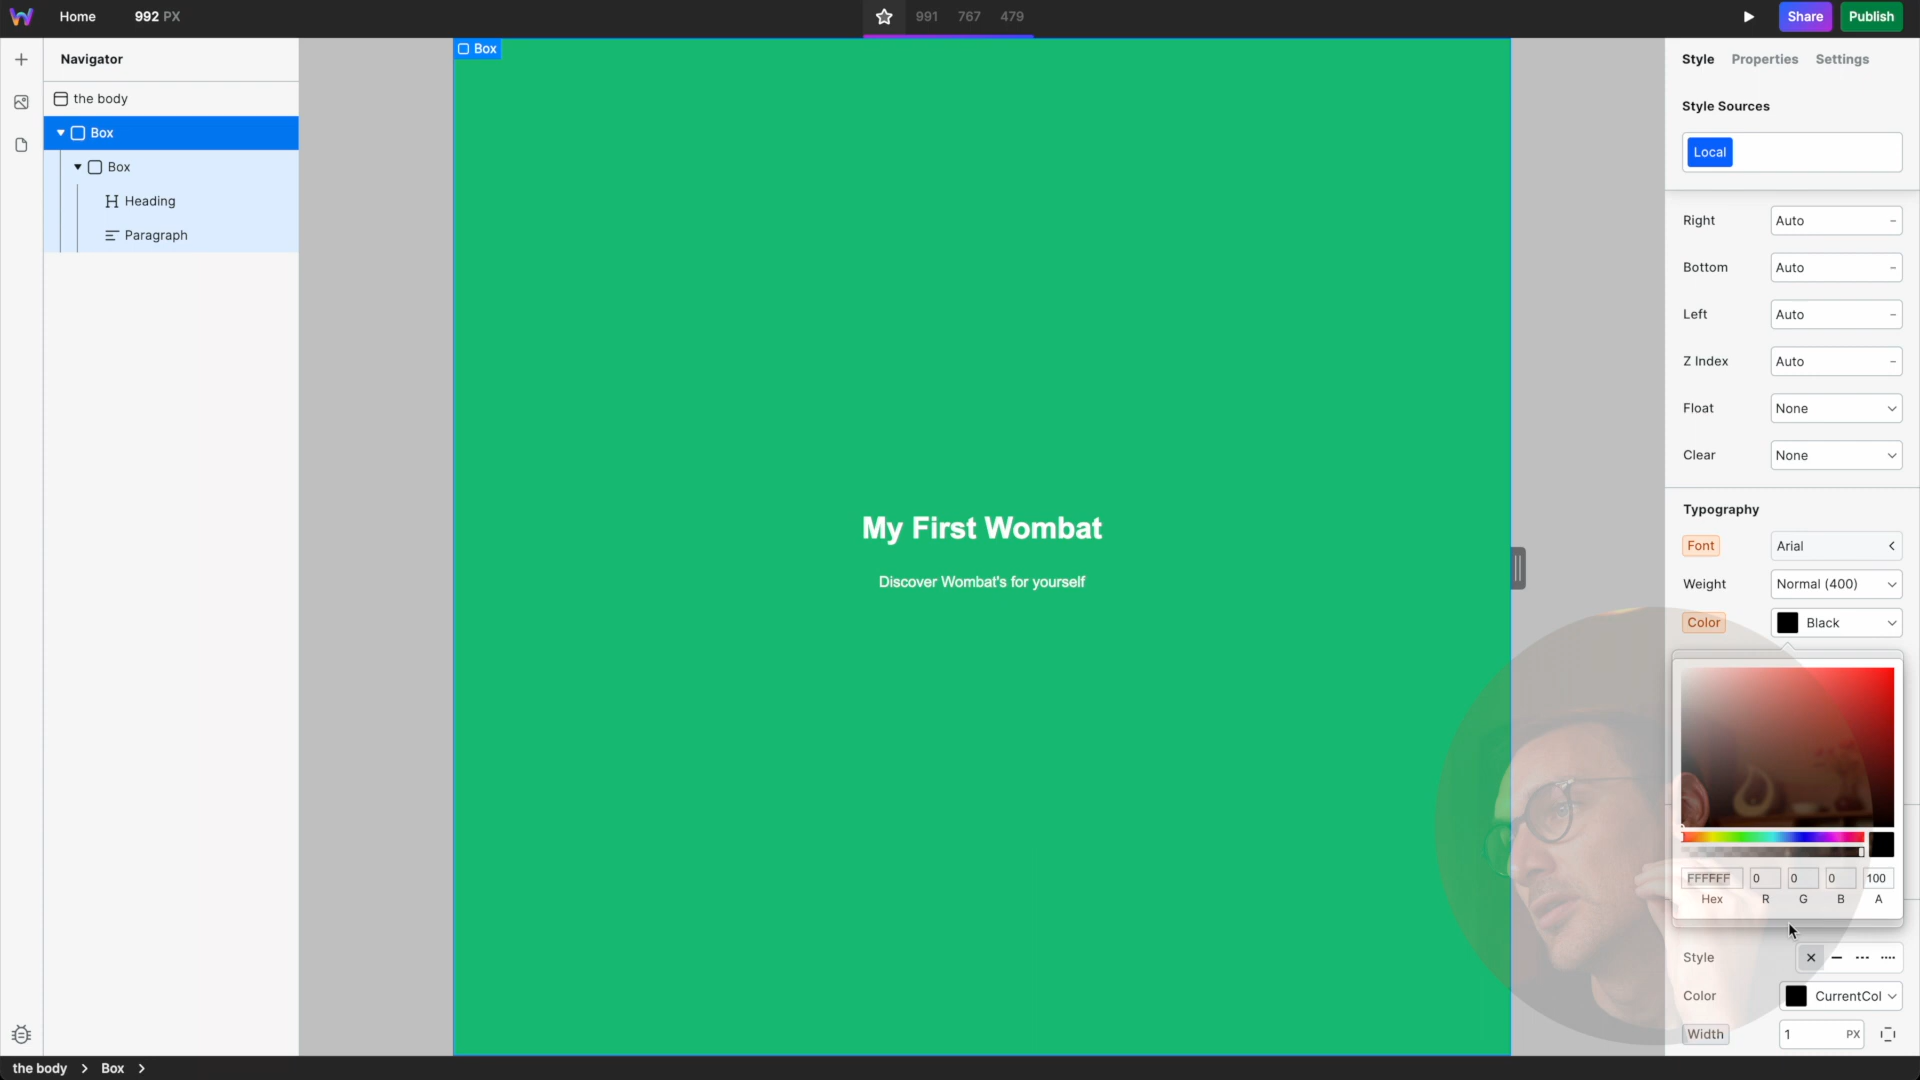 Home
992 PX
991
767
479
Share
Publish
Navigator
the body
Box
Box
Heading
Paragraph
Box
My First Wombat
Discover Wombat's for yourself
Style
Properties
Settings
Style Sources
Local
Right
Auto
Bottom
Auto
Left
Auto
Z Index
Auto
Float
None
Clear
None
Typography
Font
Arial
Weight
Normal (400)
Color
Black
FFFFFF
0
0
0
100
Hex
R
G
B
A
Style
Color
CurrentCol
Width
1
PX
the body
Box